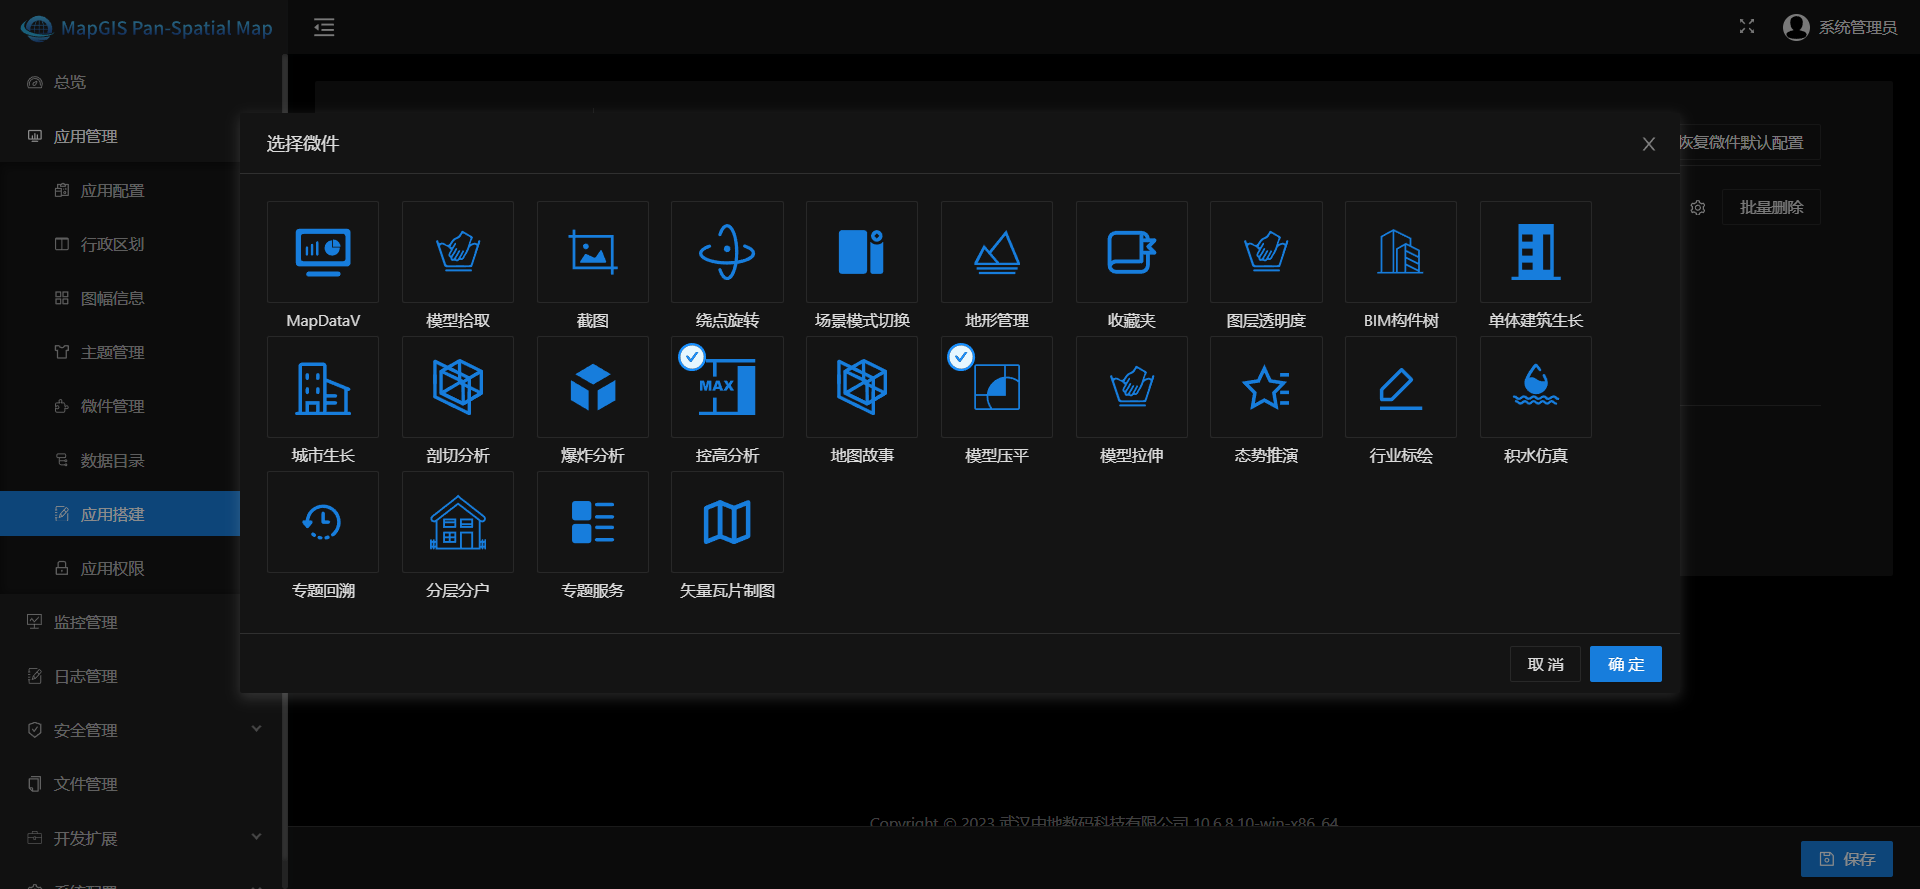 MapGIS Pan-Spatial Map
系统管理员
总览
应用管理
应用配置
行政区划
图幅信息
主题管理
微件管理
数据目录
应用搭建
应用权限
监控管理
日志管理
安全管理
文件管理
开发扩展
系统配置
恢复微件默认配置
批量删除
选择微件
MapDataV
模型拾取
截图
绕点旋转
场景模式切换
地形管理
收藏夹
图层透明度
BIM构件树
单体建筑生长
城市生长
剖切分析
爆炸分析
MAX
控高分析
地图故事
模型压平
模型拉伸
态势推演
行业标绘
积水仿真
专题回溯
分层分户
专题服务
矢量瓦片制图
取消
确定
Copyright © 2023 武汉中地数码科技有限公司 10.6.8.10-win-x86_64
保存